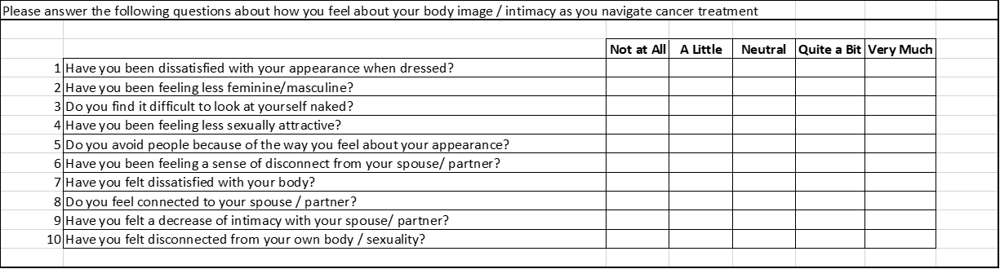 Please answer the following questions about how you feel about your body image / intimacy as you navigate cancer treatment
Not at All A Little Neutral Quite a Bit Very Much
1 Have you been dissatisfied with your appearance when dressed?
2 Have you been feeling less feminine/masculine?
3 Do you find it difficult to look at yourself naked?
4 Have you been feeling less sexually attractive?
5 Do you avoid people because of the way you feel about your appearance?
6 Have you been feeling a sense of disconnect from your spouse/ partner?
7 Have you felt dissatisfied with your body?
8 Do you feel connected to your spouse / partner?
9 Have you felt a decrease of intimacy with your spouse/ partner?
10 Have you felt disconnected from your own body / sexuality?